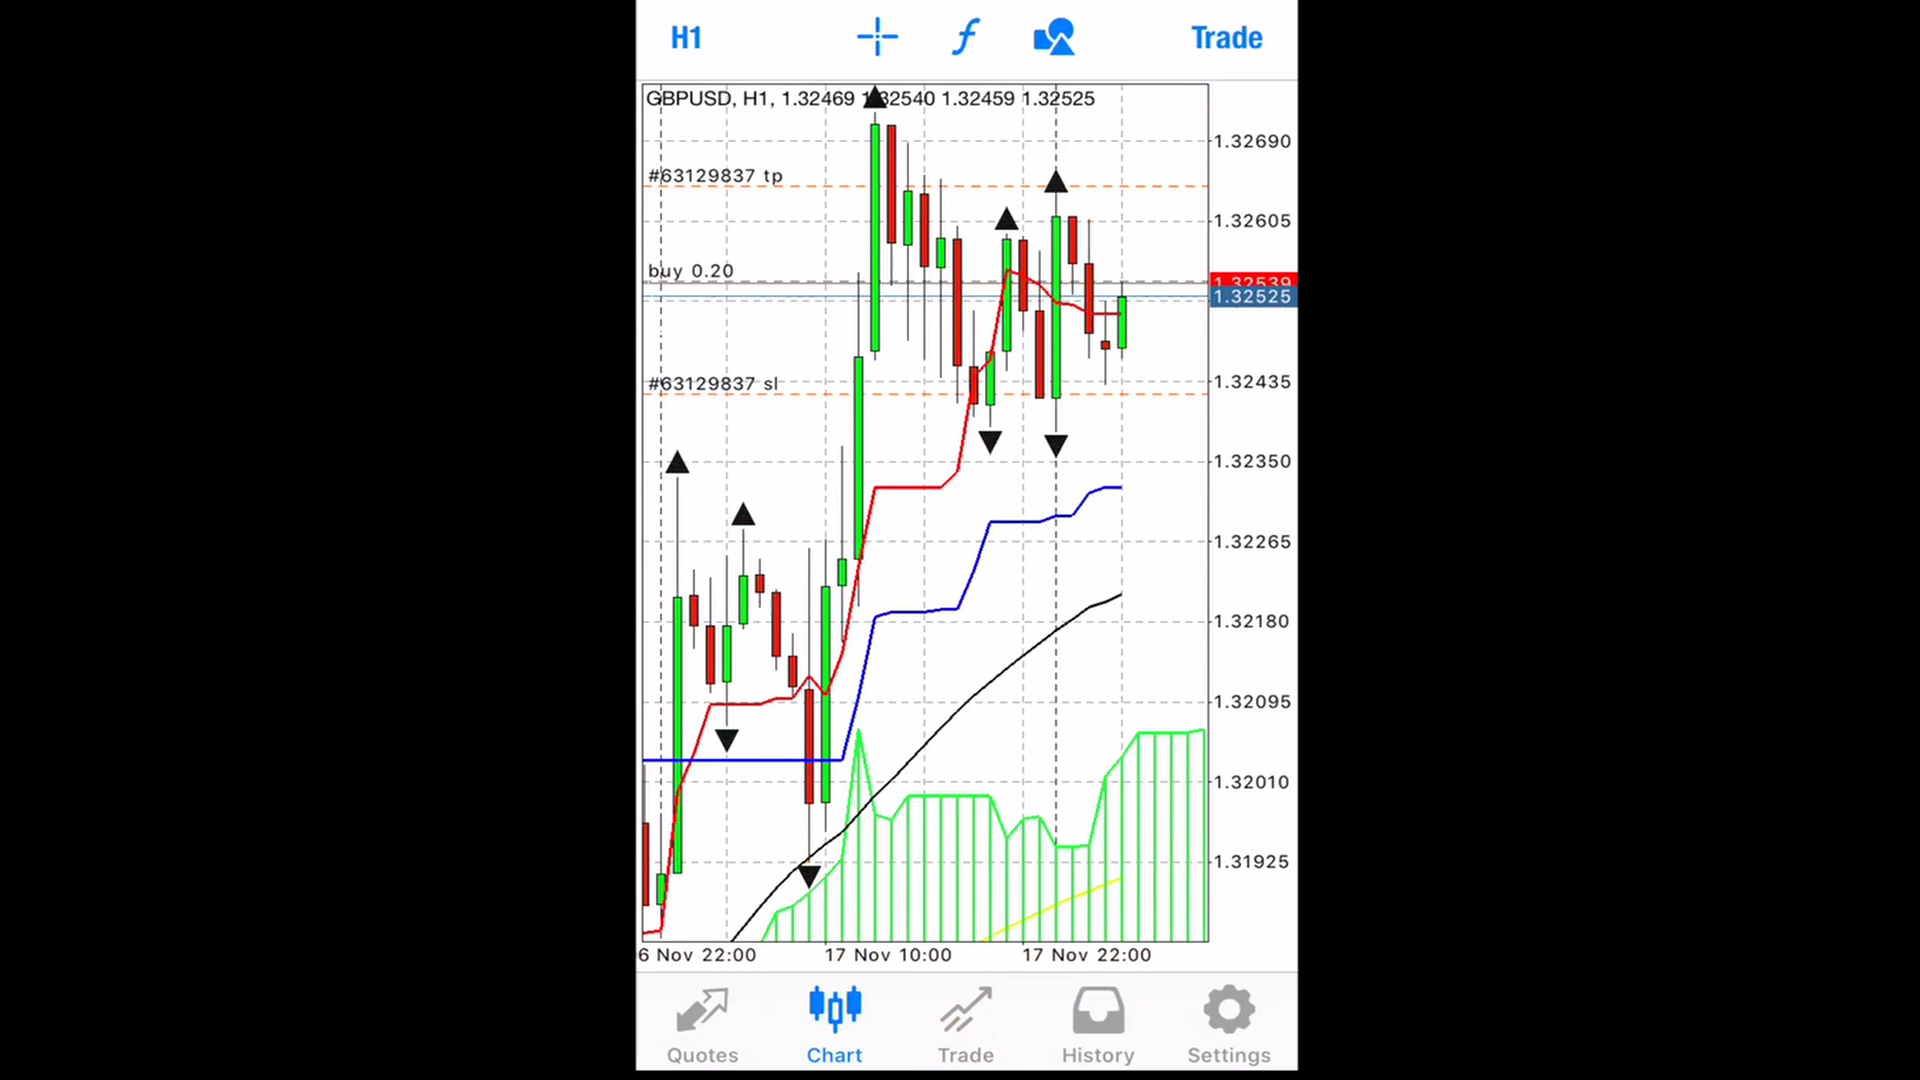 H1 Trade
GBPUSD, H1, 1.32469 1.32540 1.32459 1.32525
1.32690
#63129837 tp
1.32605
buy 0.20
1.32539
1.32525
#63129837 sl
1.32435
1.32350
1.32265
1.32180
1.32095
1.32010
1.31925
6 Nov 22:00 17 Nov 10:00 17 Nov 22:00
Quotes Chart Trade History Settings